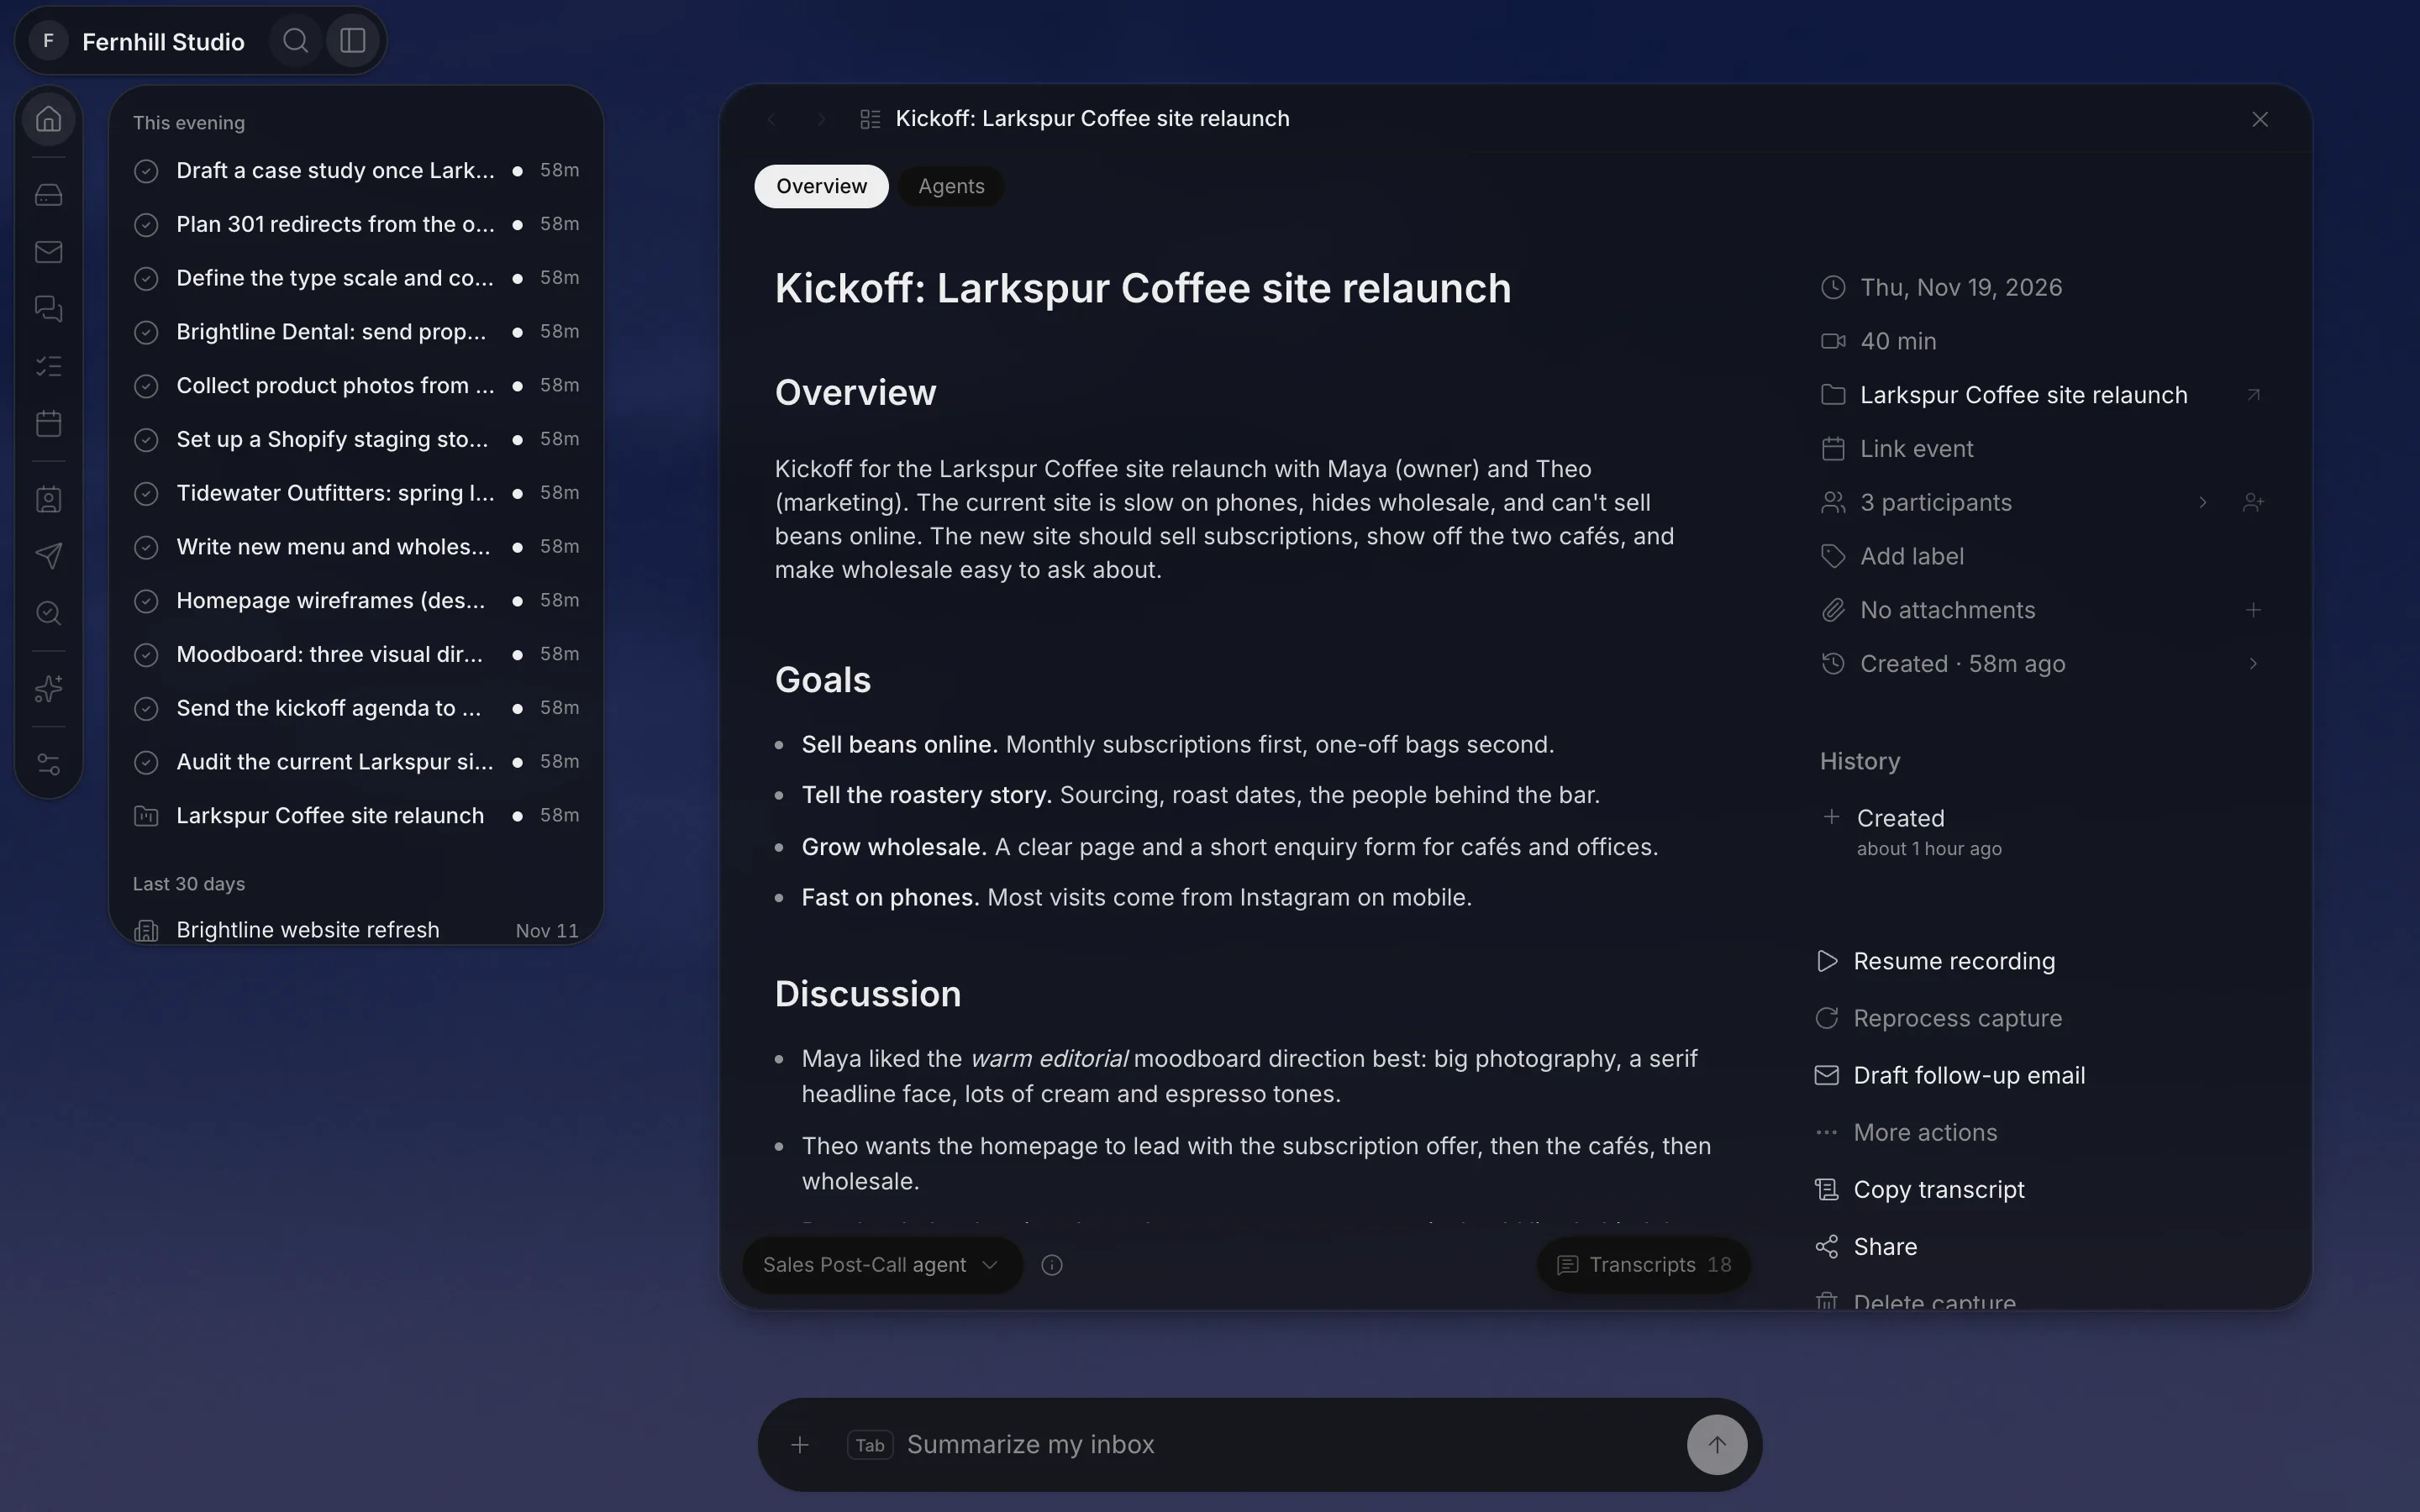 F Fernhill Studio
This evening
Draft a case study once Lark... 58m
Plan 301 redirects from the o... 58m
Define the type scale and co... 58m
Brightline Dental: send prop... 58m
Collect product photos from ... 58m
Set up a Shopify staging sto... 58m
Tidewater Outfitters: spring l... 58m
Write new menu and wholes... 58m
Homepage wireframes (des... 58m
Moodboard: three visual dir... 58m
Send the kickoff agenda to ... 58m
Audit the current Larkspur si... 58m
Larkspur Coffee site relaunch 58m
Last 30 days
Brightline website refresh Nov 11
Kickoff: Larkspur Coffee site relaunch
Overview Agents
Kickoff: Larkspur Coffee site relaunch
Overview
Kickoff for the Larkspur Coffee site relaunch with Maya (owner) and Theo
(marketing). The current site is slow on phones, hides wholesale, and can't sell
beans online. The new site should sell subscriptions, show off the two cafés, and
make wholesale easy to ask about.
Goals
Sell beans online. Monthly subscriptions first, one-off bags second.
Tell the roastery story. Sourcing, roast dates, the people behind the bar.
Grow wholesale. A clear page and a short enquiry form for cafés and offices.
Fast on phones. Most visits come from Instagram on mobile.
Discussion
Maya liked the warm editorial moodboard direction best: big photography, a serif
headline face, lots of cream and espresso tones.
Theo wants the homepage to lead with the subscription offer, then the cafés, then
wholesale.
Sales Post-Call agent
Transcripts 18
Thu, Nov 19, 2026
40 min
Larkspur Coffee site relaunch
Link event
3 participants
Add label
No attachments
Created · 58m ago
History
Created
about 1 hour ago
Resume recording
Reprocess capture
Draft follow-up email
More actions
Copy transcript
Share
Delete capture
Tab Summarize my inbox